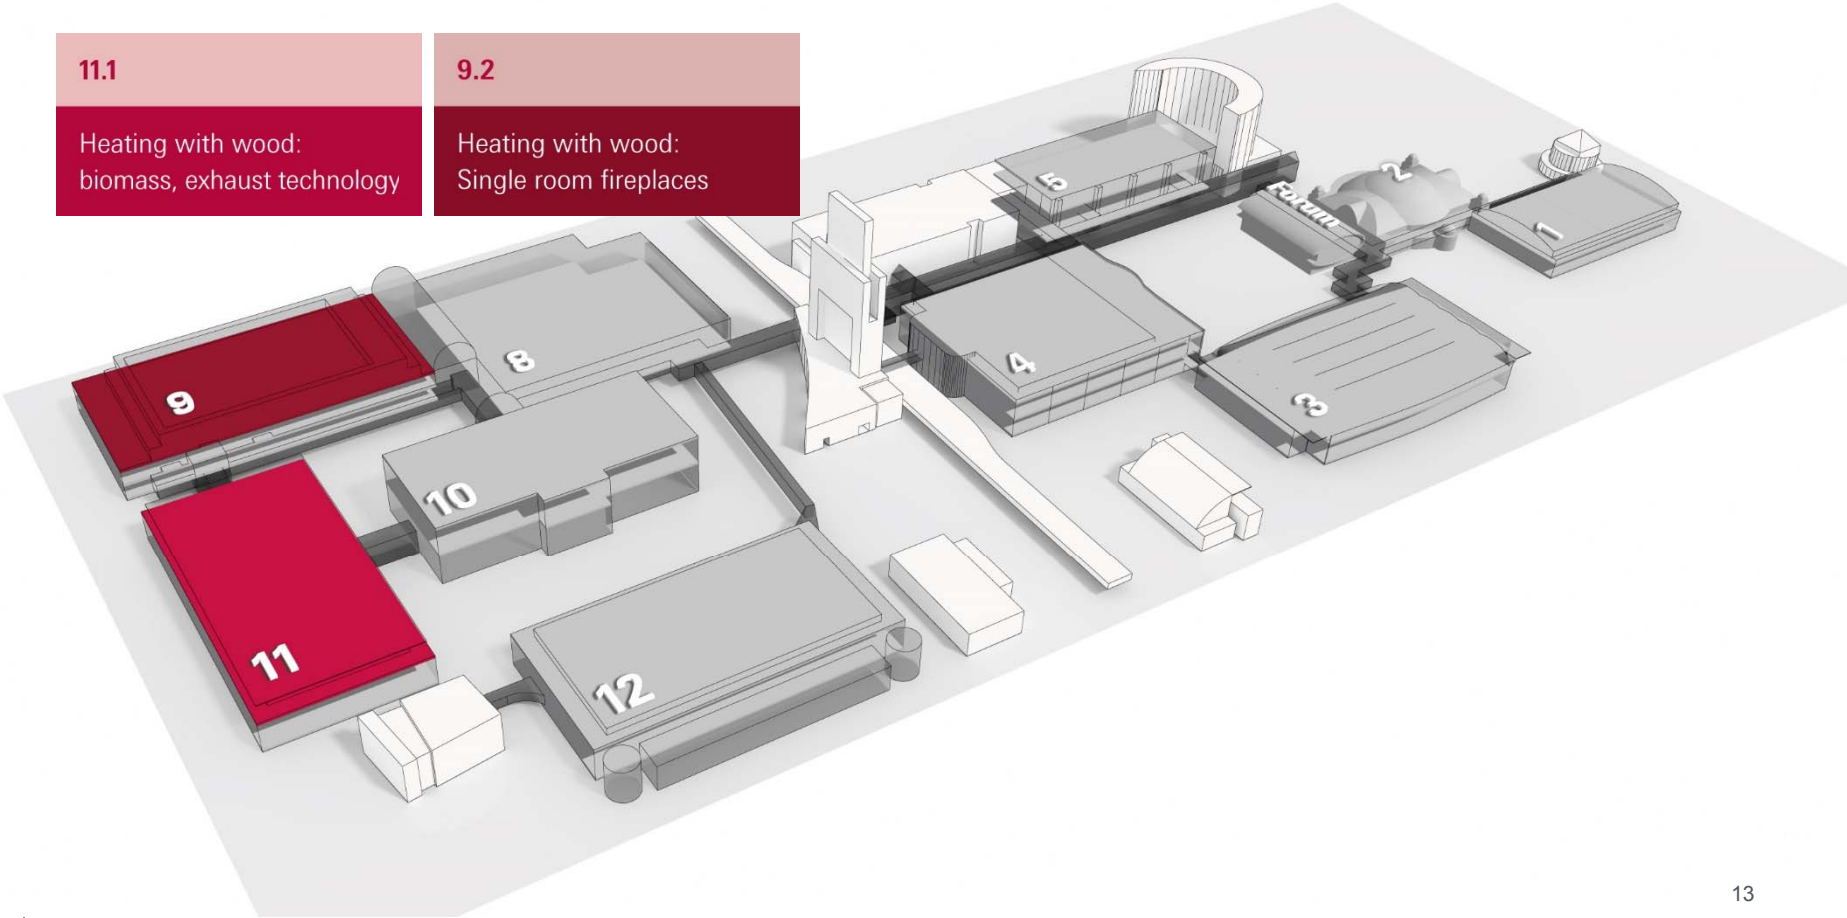 11.1
Heating with wood:
biomass, exhaust technology
9.2
Heating with wood:
Single room fireplaces
5
Forum
2
1
8
4
3
9
10
11
12
13